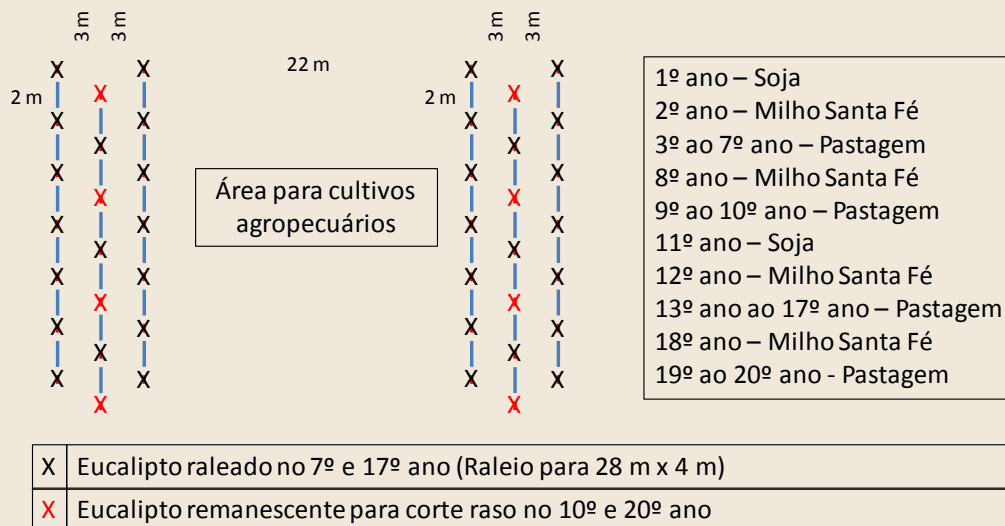 3 m 3 m 3 m 3 m
22 m
2 m 2 m
X X X X
X X
X X X X
X X
X X X X
X X
X X X X
X X
X X X X
X X
X X X X
X X
X X X X
X X
Área para cultivos
agropecuários
1º ano – Soja
2º ano – Milho Santa Fé
3º ao 7º ano – Pastagem
8º ano – Milho Santa Fé
9º ao 10º ano – Pastagem
11º ano – Soja
12º ano – Milho Santa Fé
13º ano ao 17º ano – Pastagem
18º ano – Milho Santa Fé
19º ao 20º ano - Pastagem
X Eucalipto raleado no 7º e 17º ano (Raleio para 28 m x 4 m)
X Eucalipto remanescente para corte raso no 10º e 20º ano